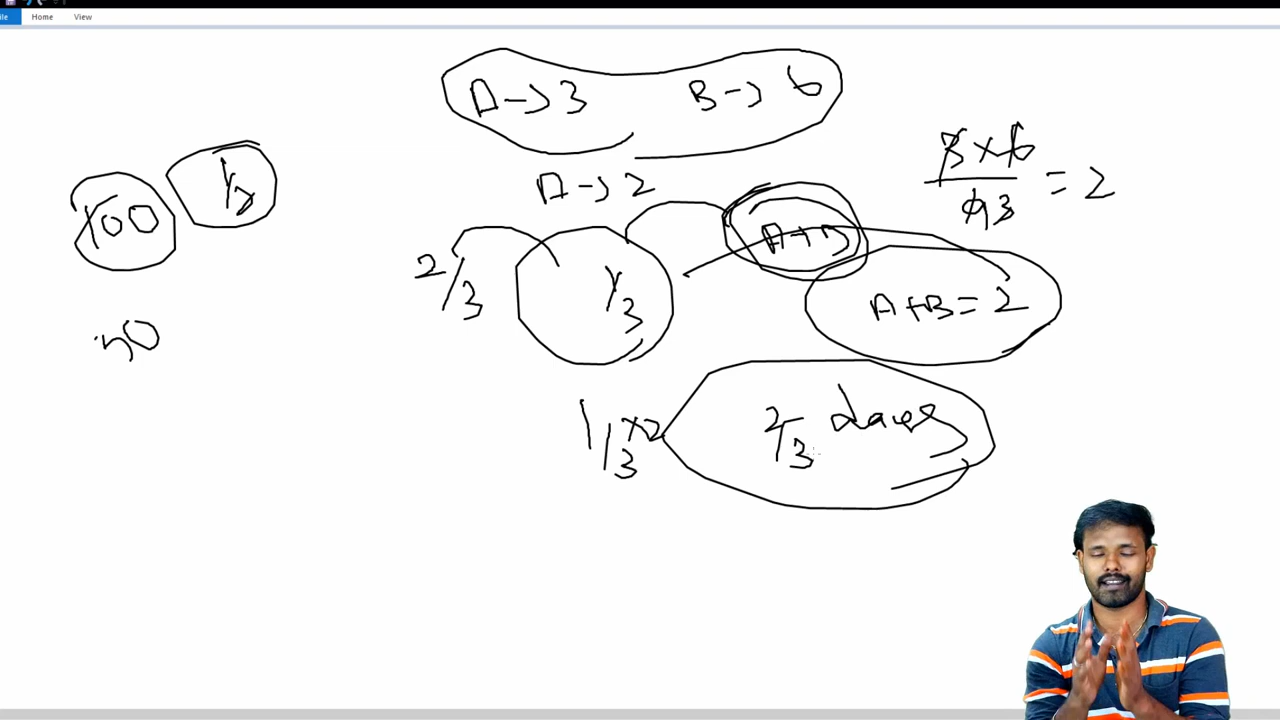 Home View
A → 3 B → 6
3 × 6
/ 9 3 = 2
A → 2
100 1/2
2/3 1/3 A+B
A+B = 2
50
1/3 × 2 2/3 days